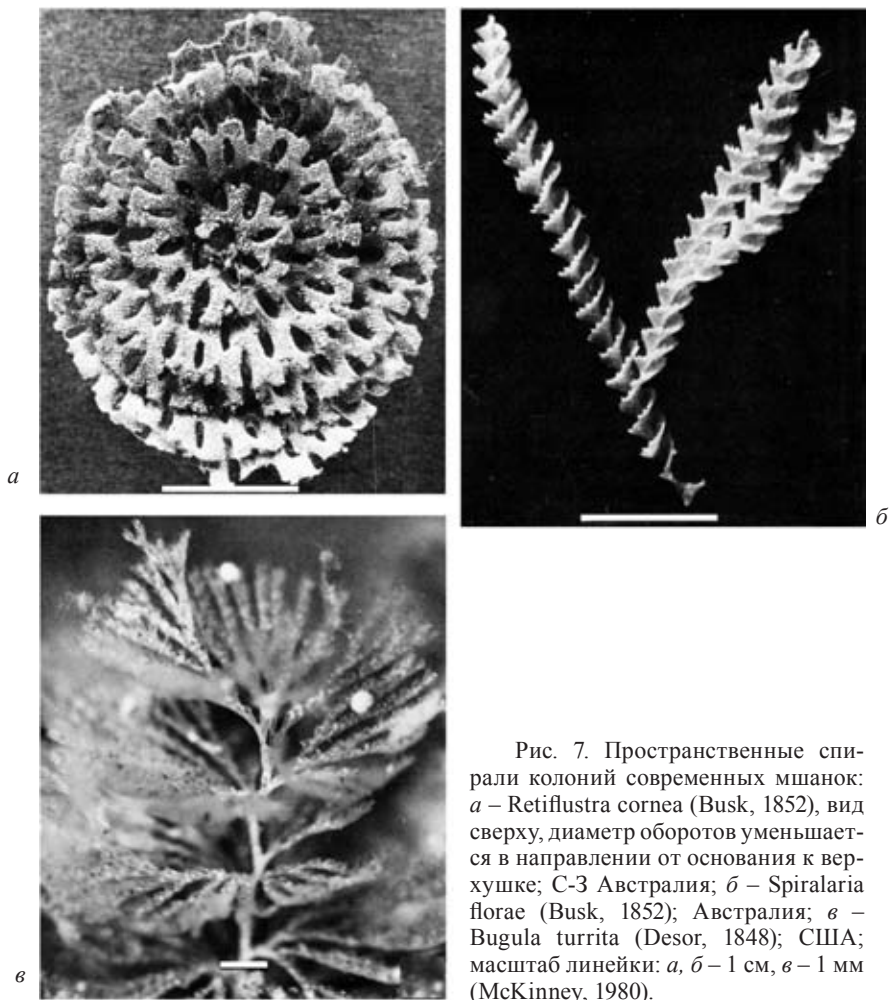 а
б
в
Рис. 7. Пространственные спи-
рали колоний современных мшанок:
а – Retiflustra cornea (Busk, 1852), вид
сверху, диаметр оборотов уменьшает-
ся в направлении от основания к вер-
хушке; С-З Австралия; б – Spiralaria
florae (Busk, 1852); Австралия; в –
Bugula turrita (Desor, 1848); США;
масштаб линейки: а, б – 1 см, в – 1 мм
(McKinney, 1980).